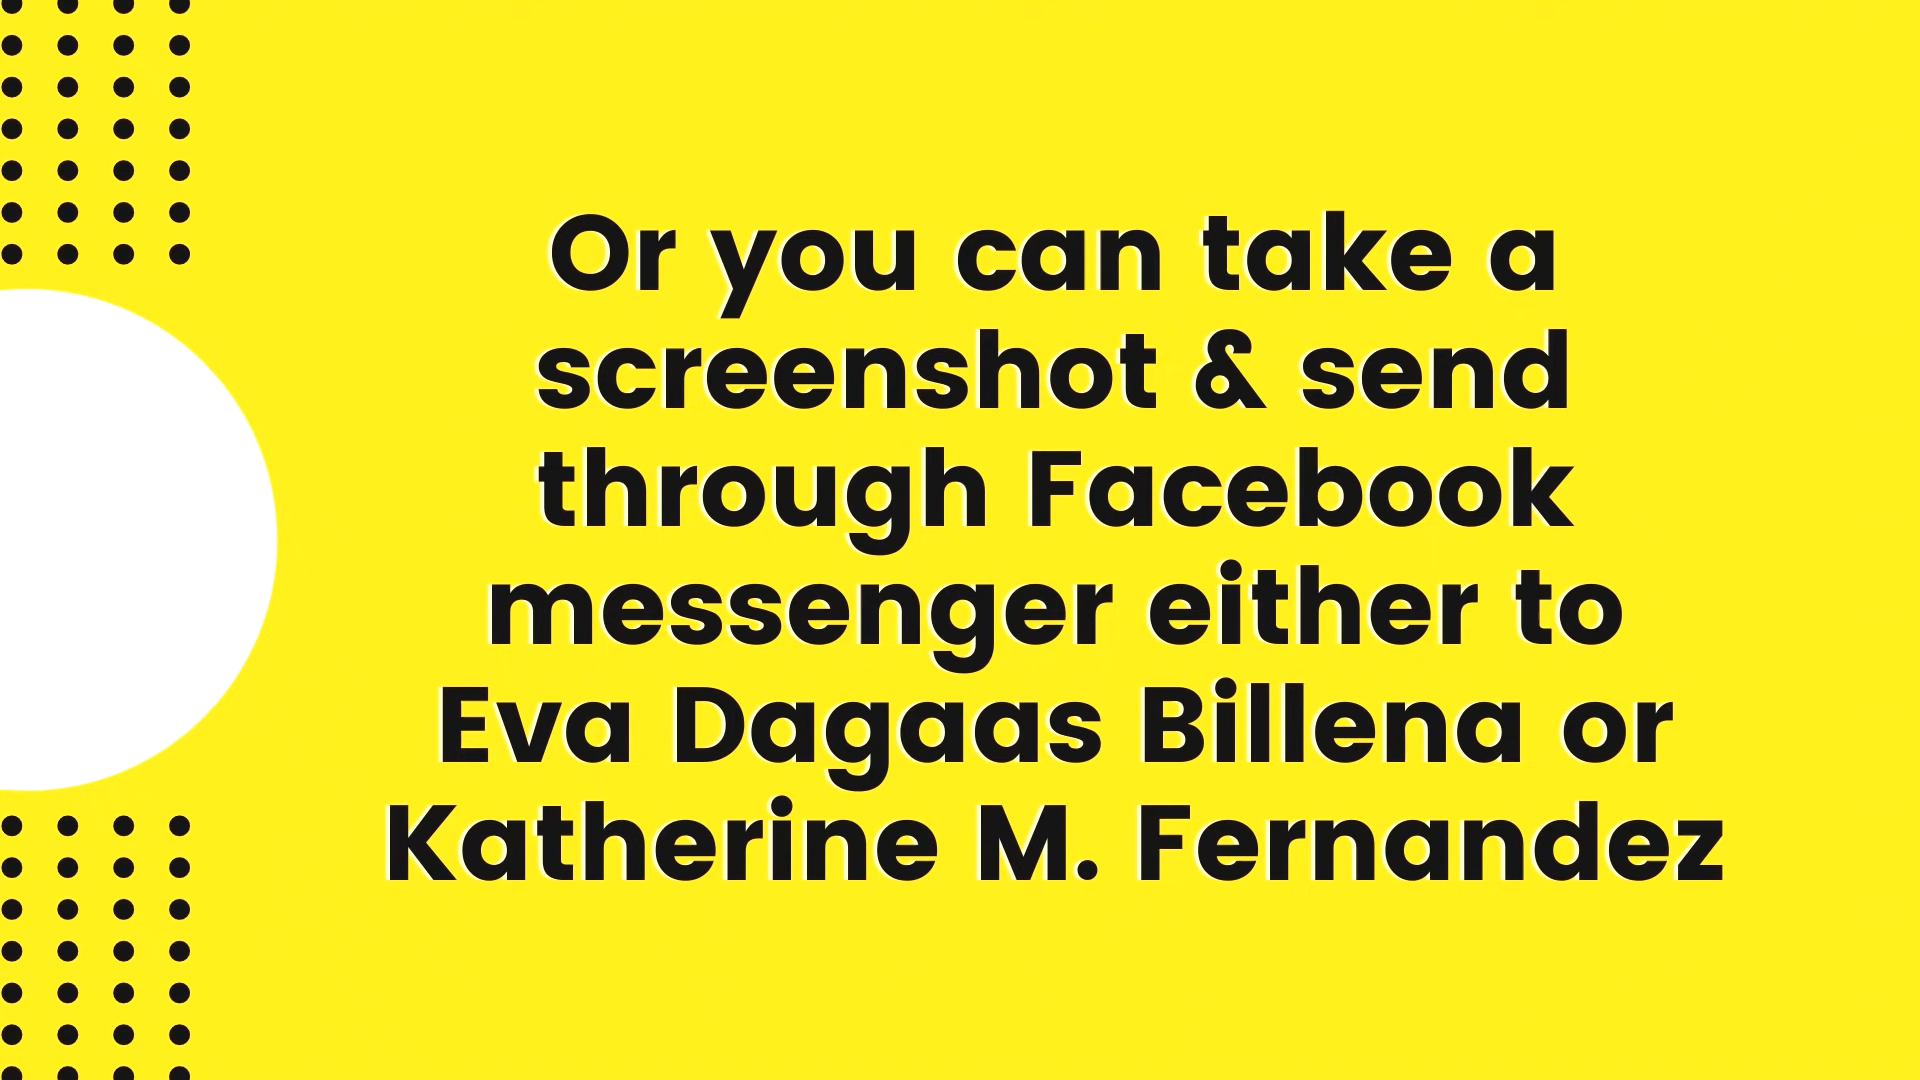 Or you can take a
screenshot & send
through Facebook
messenger either to
Eva Dagaas Billena or
Katherine M. Fernandez